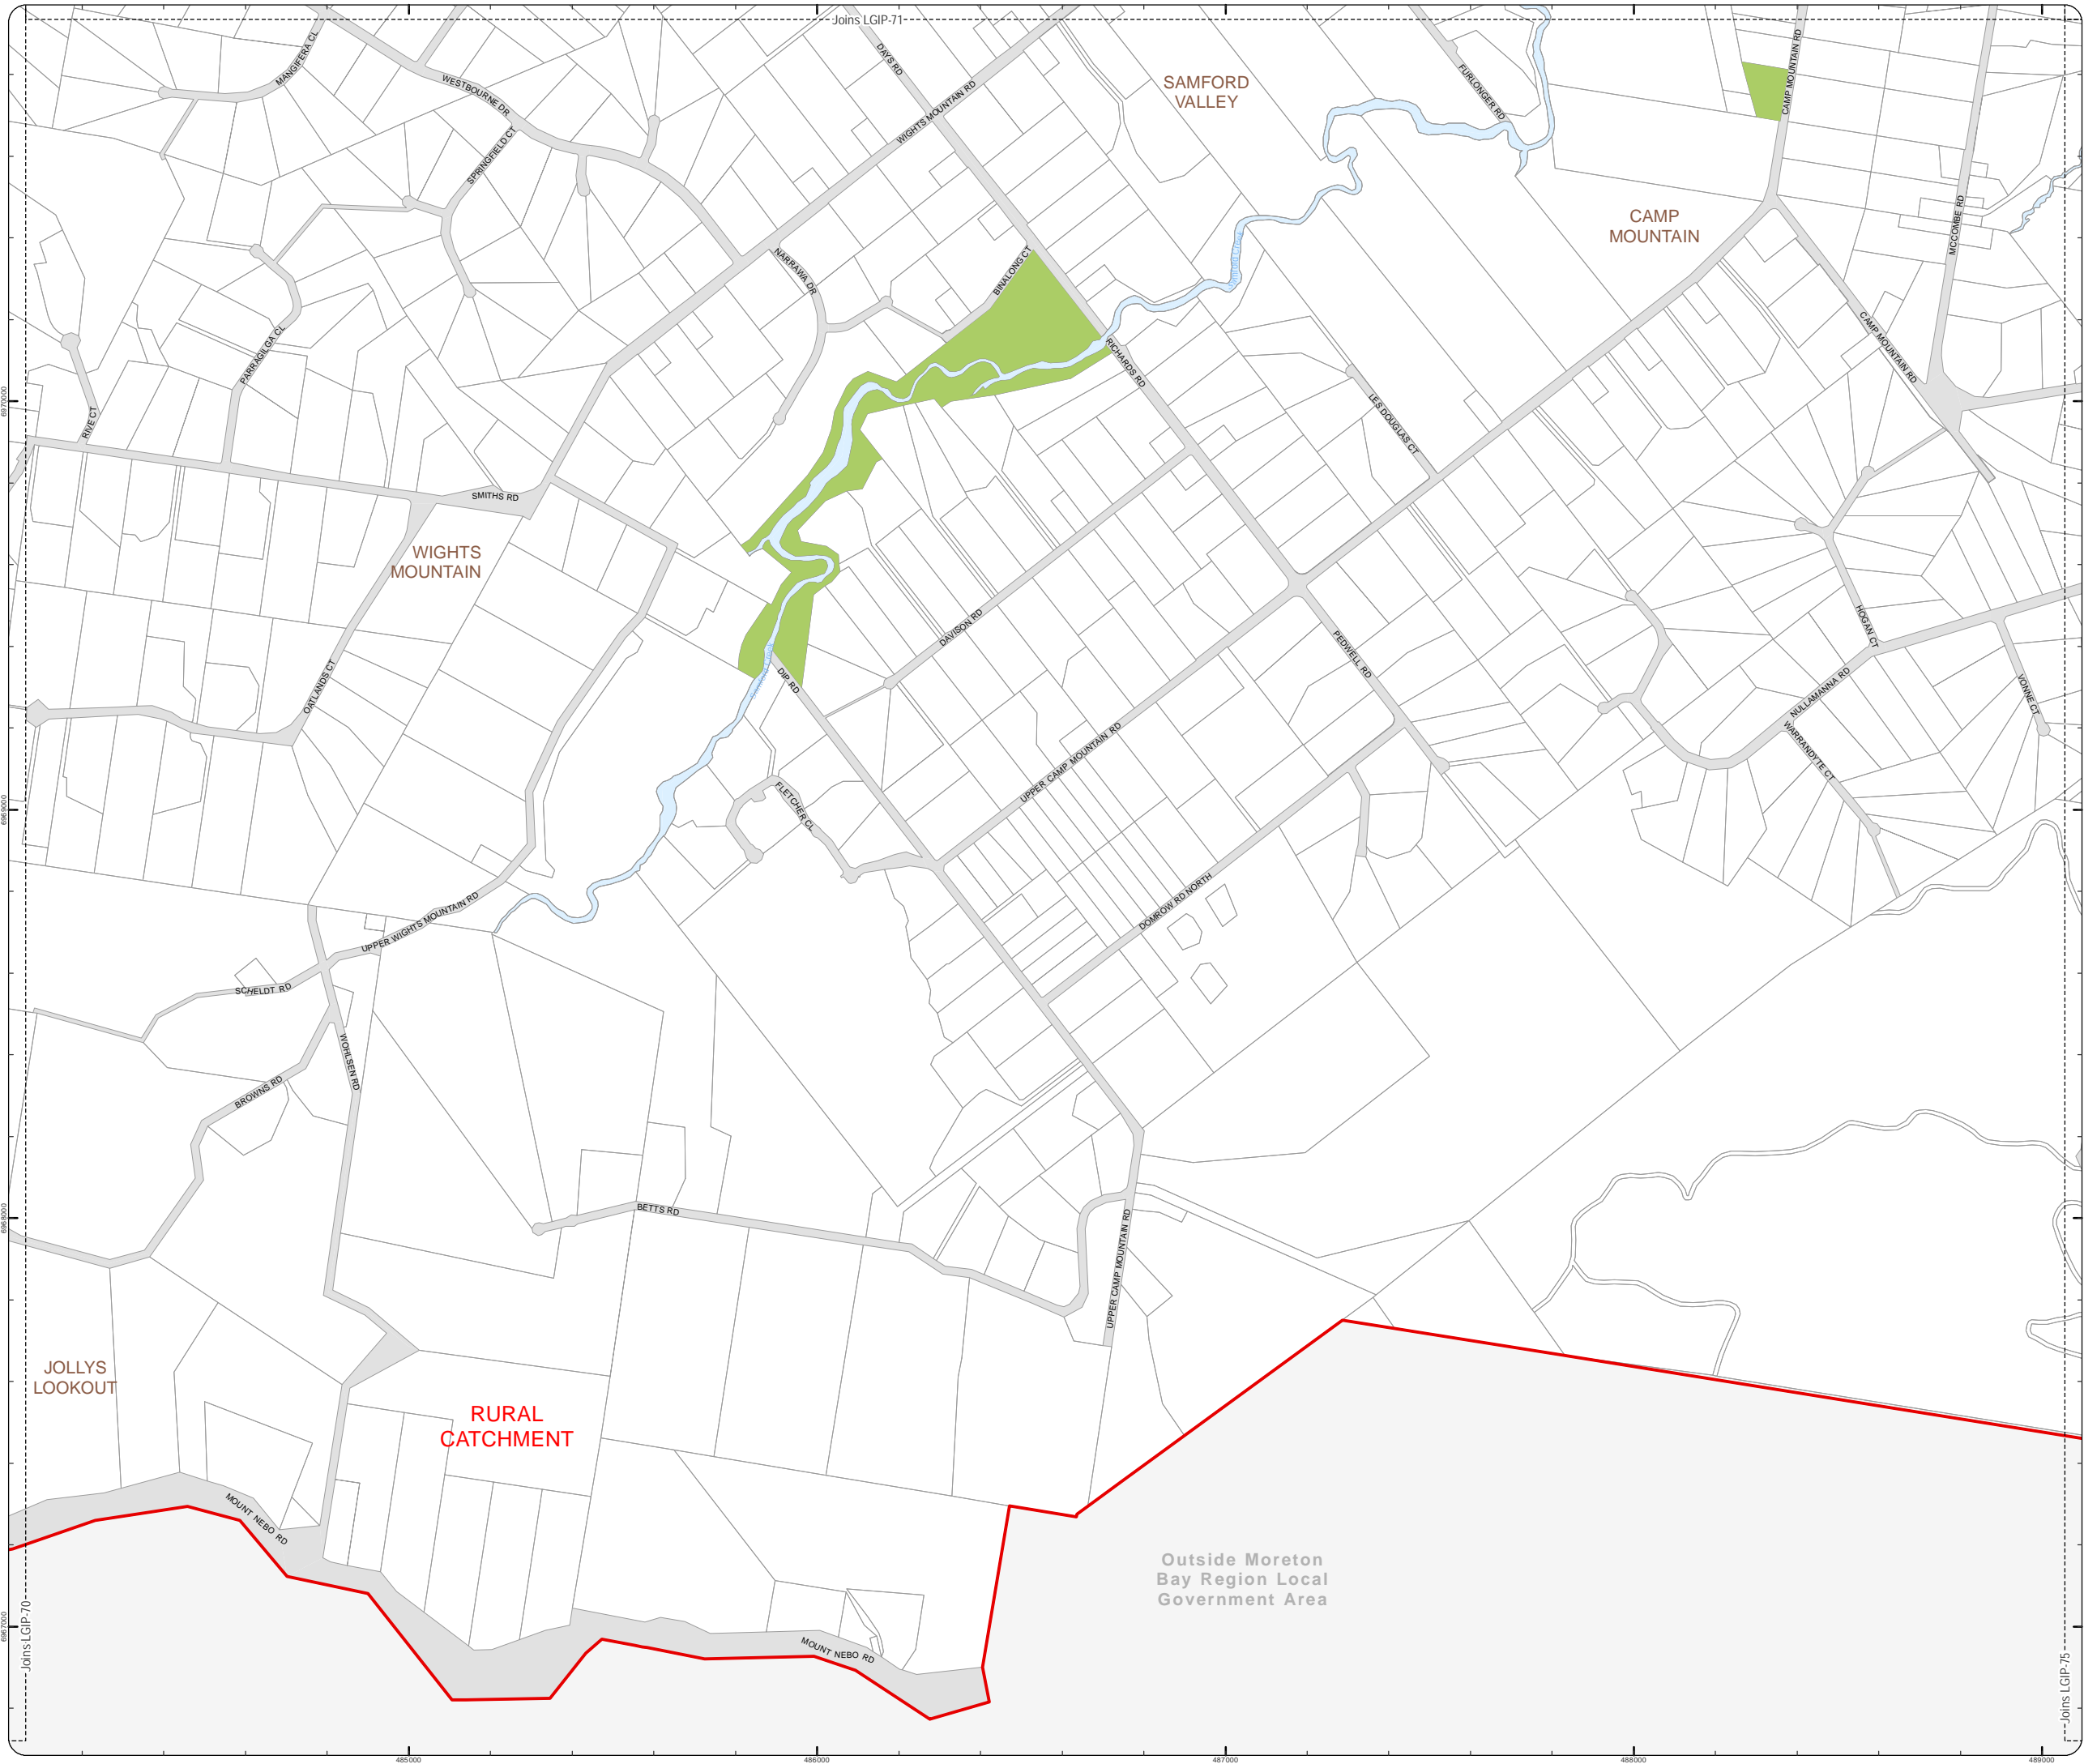 Joins LGIP-71
MANGIFERA CL
WESTBOURNE DR
SPRINGFIELD CT
DAYS RD
WIGHTS MOUNTAIN RD
SAMFORD
VALLEY
FURLONGER RD
CAMP MOUNTAIN RD
CAMP
MOUNTAIN
MCCOMBE RD
NARRAWA DR
BINALONG CT
PARRAGILGA CL
RICHARDS RD
CAMP MOUNTAIN RD
RIVE CT
LES DOUGLAS CT
6970000
SMITHS RD
WIGHTS
MOUNTAIN
DAVISON RD
PEDWELL RD
HOGAN CT
OATLANDS CT
DIP RD
NULLAMANNA RD
VONNE CT
WARRANDYTE CT
UPPER CAMP MOUNTAIN RD
FLETCHER CL
6969000
DOMROW RD NORTH
UPPER WIGHTS MOUNTAIN RD
SCHELDT RD
WOHLSEN RD
BROWNS RD
BETTS RD
6968000
UPPER CAMP MOUNTAIN RD
JOLLYS
LOOKOUT
RURAL
CATCHMENT
MOUNT NEBO RD
Outside Moreton
Bay Region Local
Government Area
MOUNT NEBO RD
6967000
Joins LGIP-70
Joins LGIP-75
485000
486000
487000
488000
489000